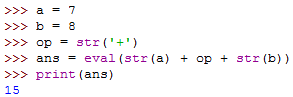 >>> a = 7
>>> b = 8
>>> op = str('+')
>>> ans = eval(str(a) + op + str(b))
>>> print(ans)
15